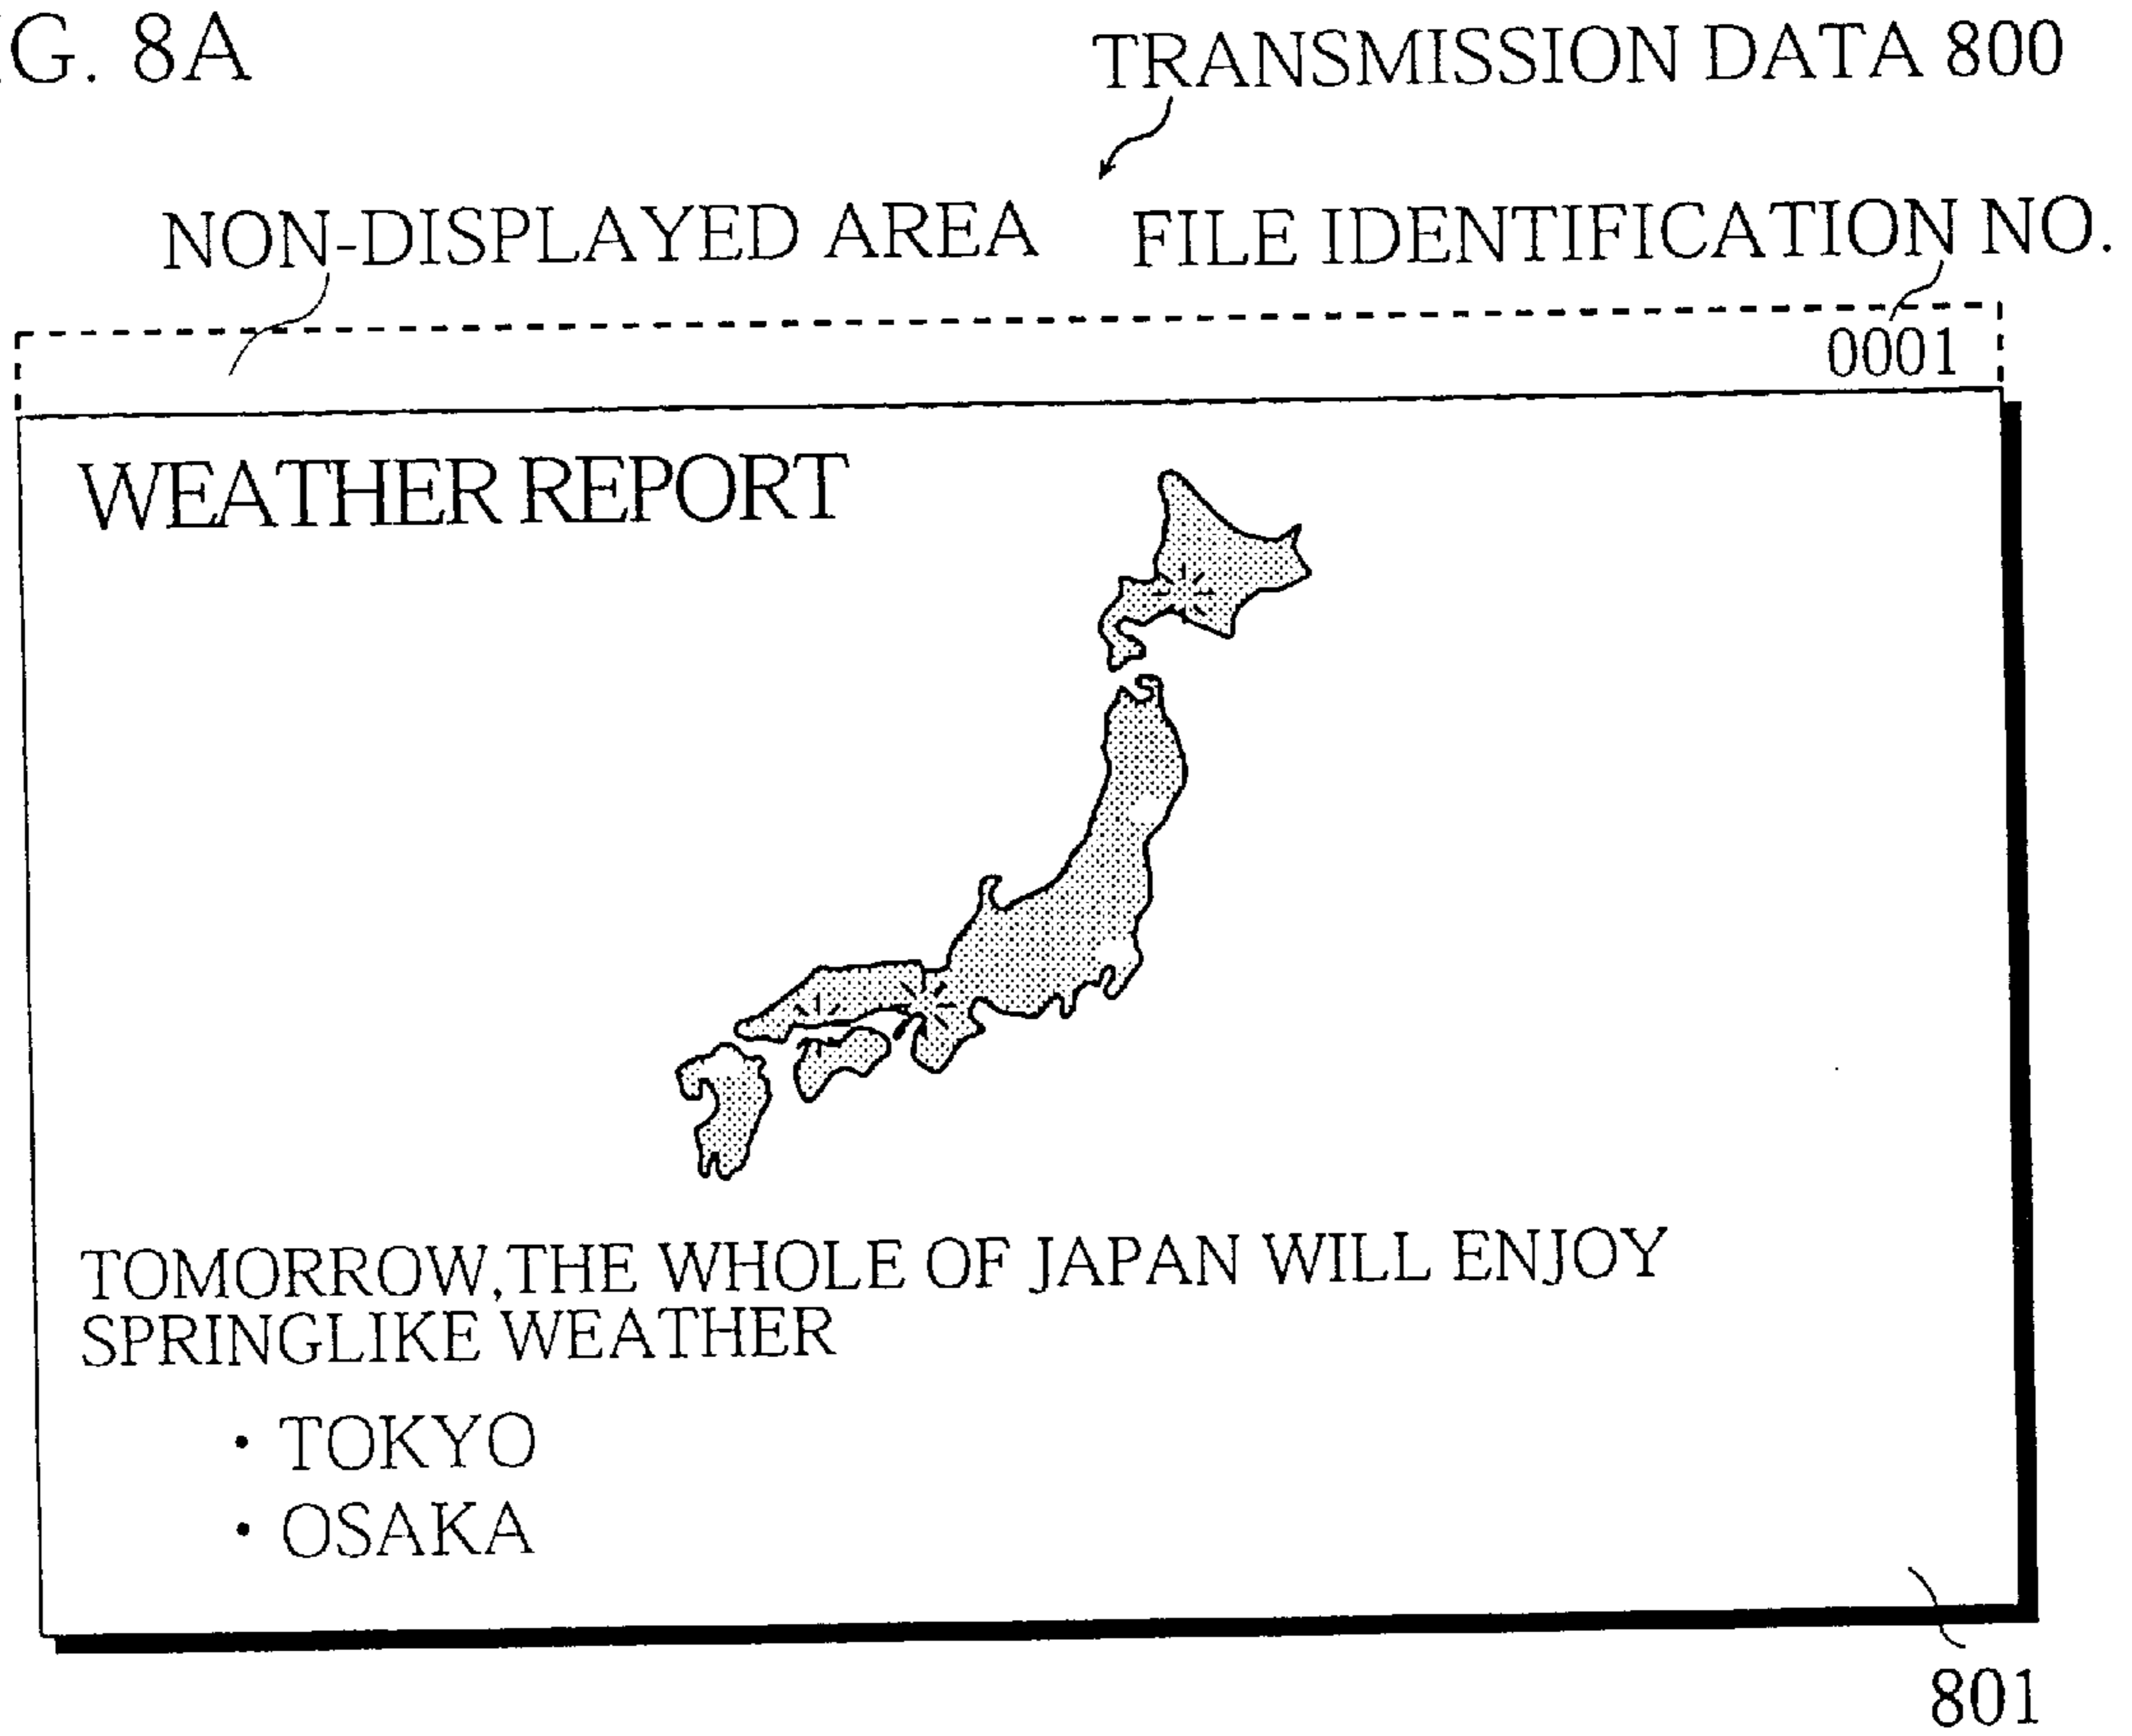 G. 8A
TRANSMISSION DATA 800
NON-DISPLAYED AREA
FILE IDENTIFICATION NO.
0001
WEATHER REPORT
TOMORROW,THE WHOLE OF JAPAN WILL ENJOY
SPRINGLIKE WEATHER
• TOKYO
• OSAKA
801